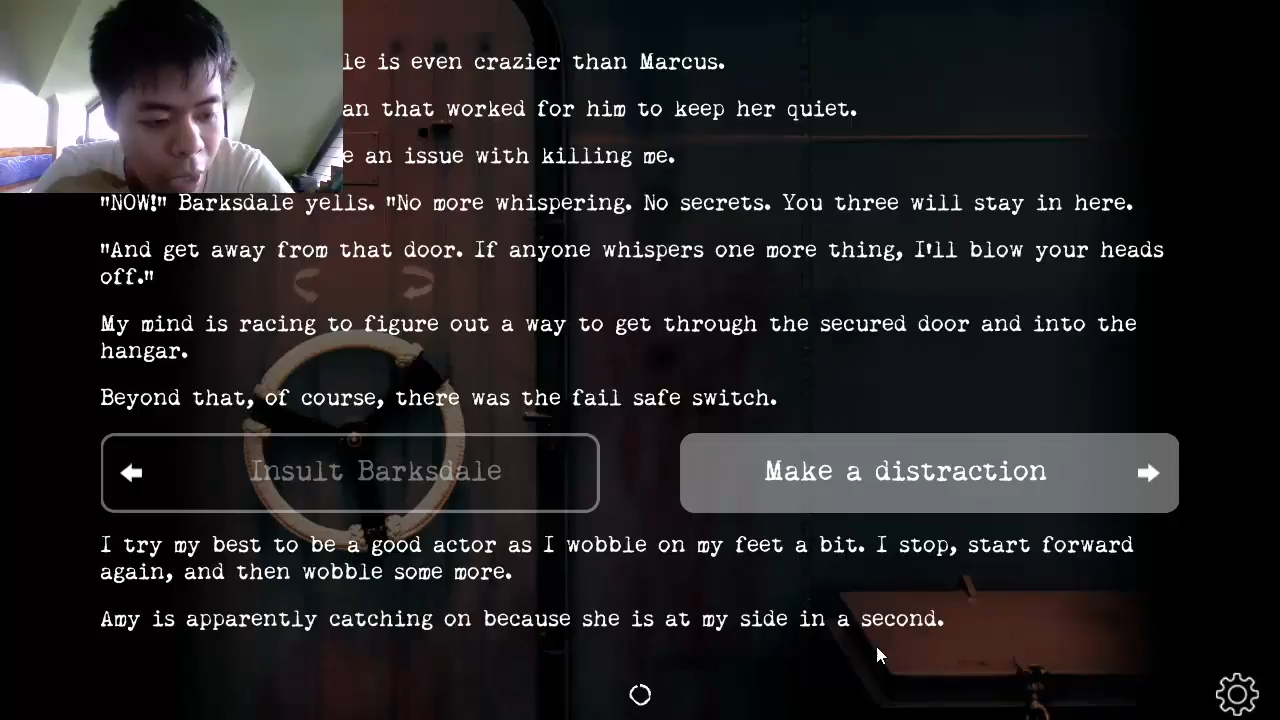 le is even crazier than Marcus.
an that worked for him to keep her quiet.
e an issue with killing me.
"NOW!" Barksdale yells. "No more whispering. No secrets. You three will stay in here.
"And get away from that door. If anyone whispers one more thing, I'll blow your heads
off."
My mind is racing to figure out a way to get through the secured door and into the
hangar.
Beyond that, of course, there was the fail safe switch.
Insult Barksdale
Make a distraction
I try my best to be a good actor as I wobble on my feet a bit. I stop, start forward
again, and then wobble some more.
Amy is apparently catching on because she is at my side in a second.